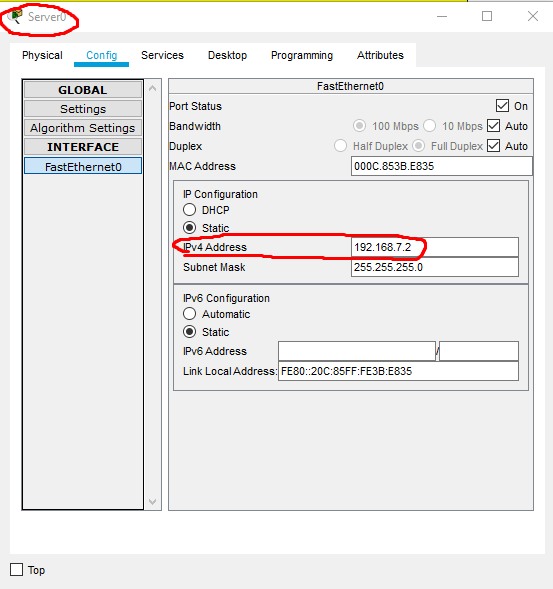 Server0
Physical Config Services Desktop Programming Attributes
GLOBAL
Settings
Algorithm Settings
INTERFACE
FastEthernet0
FastEthernet0
Port Status On
Bandwidth 100 Mbps 10 Mbps Auto
Duplex Half Duplex Full Duplex Auto
MAC Address 000C.853B.E835
IP Configuration
DHCP
Static
IPv4 Address 192.168.7.2
Subnet Mask 255.255.255.0
IPv6 Configuration
Automatic
Static
IPv6 Address /
Link Local Address: FE80::20C:85FF:FE3B:E835
Top